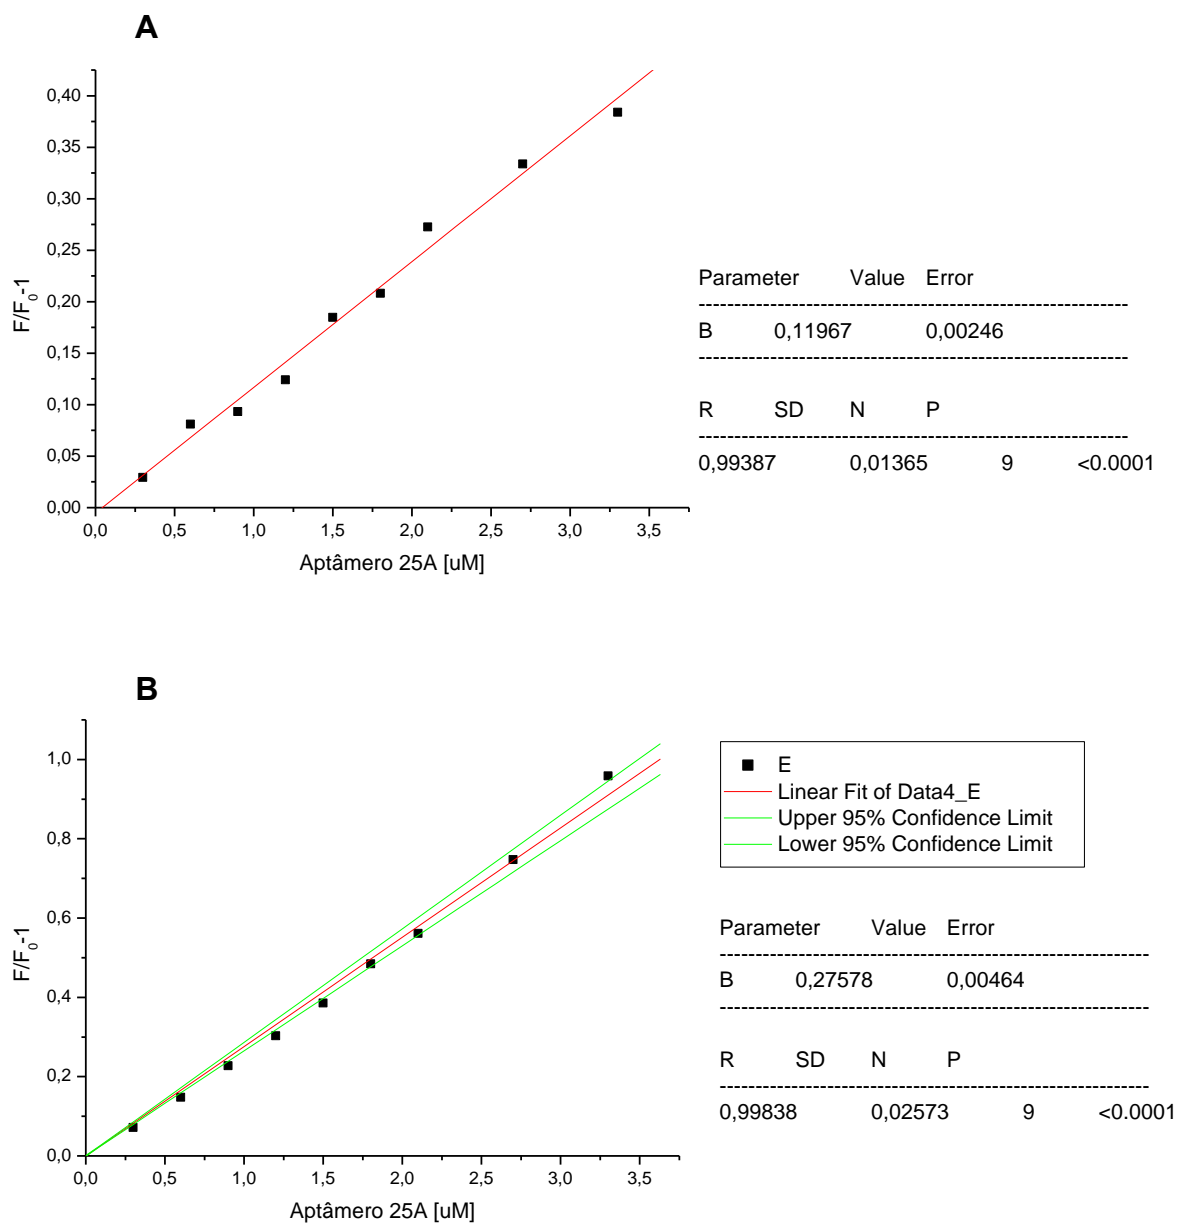 A
0,40
0,35
0,30
0,25
0,20
0,15
0,10
0,05
0,00
F/F0-1
0,0 0,5 1,0 1,5 2,0 2,5 3,0 3,5
Aptâmero 25A [uM]
Parameter Value Error
------------------------------------------------------------
B 0,11967 0,00246
------------------------------------------------------------
R SD N P
------------------------------------------------------------
0,99387 0,01365 9 <0.0001
B
1,0
0,8
0,6
0,4
0,2
0,0
F/F0-1
0,0 0,5 1,0 1,5 2,0 2,5 3,0 3,5
Aptâmero 25A [uM]
E
Linear Fit of Data4_E
Upper 95% Confidence Limit
Lower 95% Confidence Limit
Parameter Value Error
------------------------------------------------------------
B 0,27578 0,00464
------------------------------------------------------------
R SD N P
------------------------------------------------------------
0,99838 0,02573 9 <0.0001